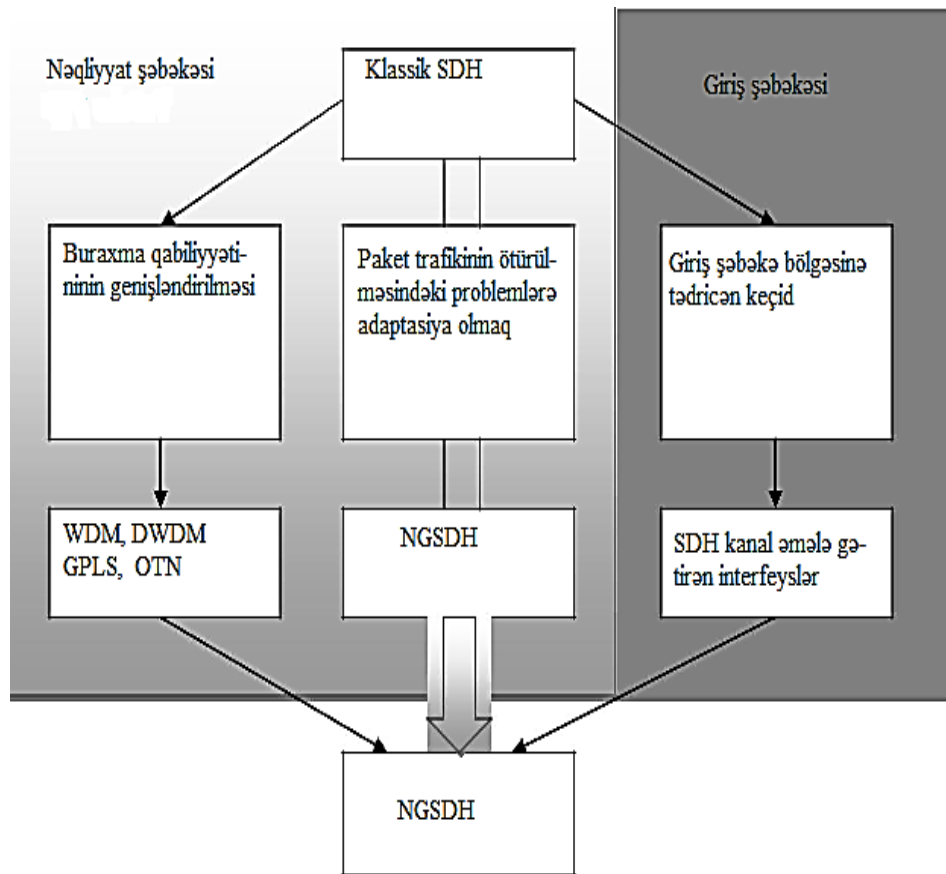 Nəqliyyat şəbəkəsi
Klassik SDH
Giriş şəbəkəsi
Buraxma qabiliyyəti-
ninin genişləndirilməsi
Paket trafikinin ötürül-
məsindəki problemlərə
adaptasiya olmaq
Giriş şəbəkə bölgəsinə
tədricən keçid
WDM, DWDM
GPLS, OTN
NGSDH
SDH kanal əmələ gə-
tirən interfeyslər
NGSDH